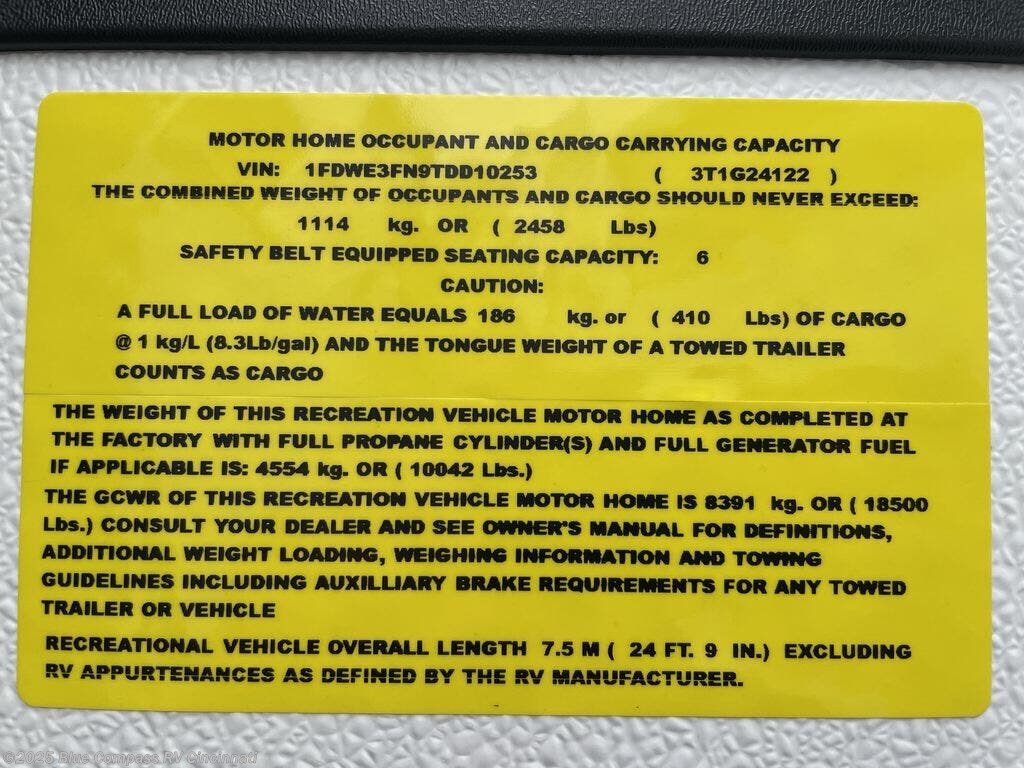 MOTOR HOME OCCUPANT AND CARGO CARRYING CAPACITY
VIN: 1FDWE3FN9TDD10253 ( 3T1G24122 )
THE COMBINED WEIGHT OF OCCUPANTS AND CARGO SHOULD NEVER EXCEED:
1114 kg. OR ( 2458 Lbs)
SAFETY BELT EQUIPPED SEATING CAPACITY: 6
CAUTION:
A FULL LOAD OF WATER EQUALS 186 kg. or ( 410 Lbs) OF CARGO
@ 1 kg/L (8.3Lb/gal) AND THE TONGUE WEIGHT OF A TOWED TRAILER
COUNTS AS CARGO
THE WEIGHT OF THIS RECREATION VEHICLE MOTOR HOME AS COMPLETED AT
THE FACTORY WITH FULL PROPANE CYLINDER(S) AND FULL GENERATOR FUEL
IF APPLICABLE IS: 4554 kg. OR ( 10042 Lbs.)
THE GCWR OF THIS RECREATION VEHICLE MOTOR HOME IS 8391 kg. OR ( 18500
Lbs.) CONSULT YOUR DEALER AND SEE OWNER'S MANUAL FOR DEFINITIONS,
ADDITIONAL WEIGHT LOADING, WEIGHING INFORMATION AND TOWING
GUIDELINES INCLUDING AUXILLIARY BRAKE REQUIREMENTS FOR ANY TOWED
TRAILER OR VEHICLE
RECREATIONAL VEHICLE OVERALL LENGTH 7.5 M ( 24 FT. 9 IN.) EXCLUDING
RV APPURTENANCES AS DEFINED BY THE RV MANUFACTURER.
©2025 Blue Compass RV Cincinnati